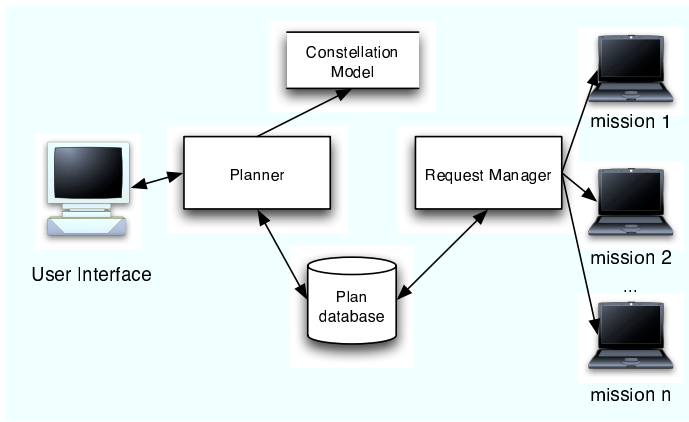 Constellation
Model
mission 1
Planner
Request Manager
User Interface
mission 2
...
Plan
database
mission n